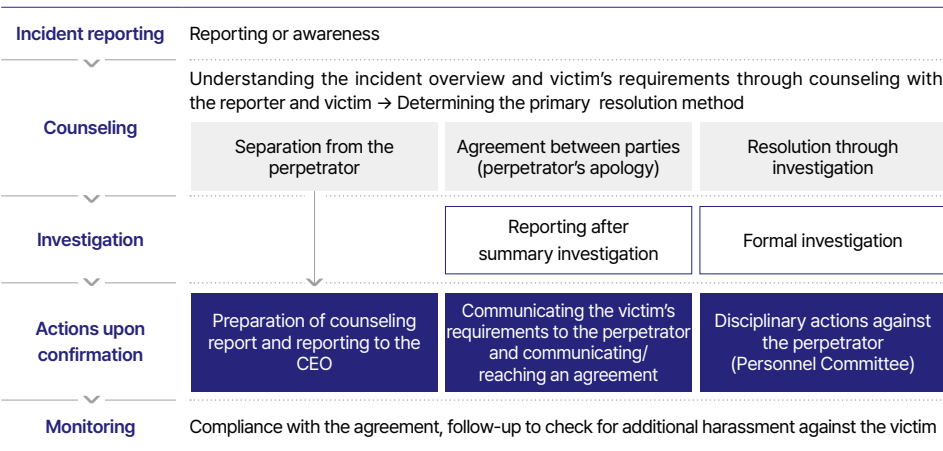 Incident reporting
Reporting or awareness
Counseling
Understanding the incident overview and victim's requirements through counseling with
the reporter and victim → Determining the primary resolution method
Separation from the
perpetrator
Agreement between parties
(perpetrator's apology)
Resolution through
investigation
Investigation
Reporting after
summary investigation
Formal investigation
Actions upon
confirmation
Preparation of counseling
report and reporting to the
CEO
Communicating the victim's
requirements to the perpetrator
and communicating/
reaching an agreement
Disciplinary actions against
the perpetrator
(Personnel Committee)
Monitoring
Compliance with the agreement, follow-up to check for additional harassment against the victim